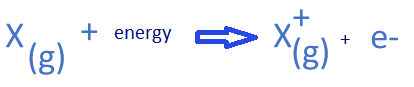 X(g) + energy ⇒ X+(g) + e-